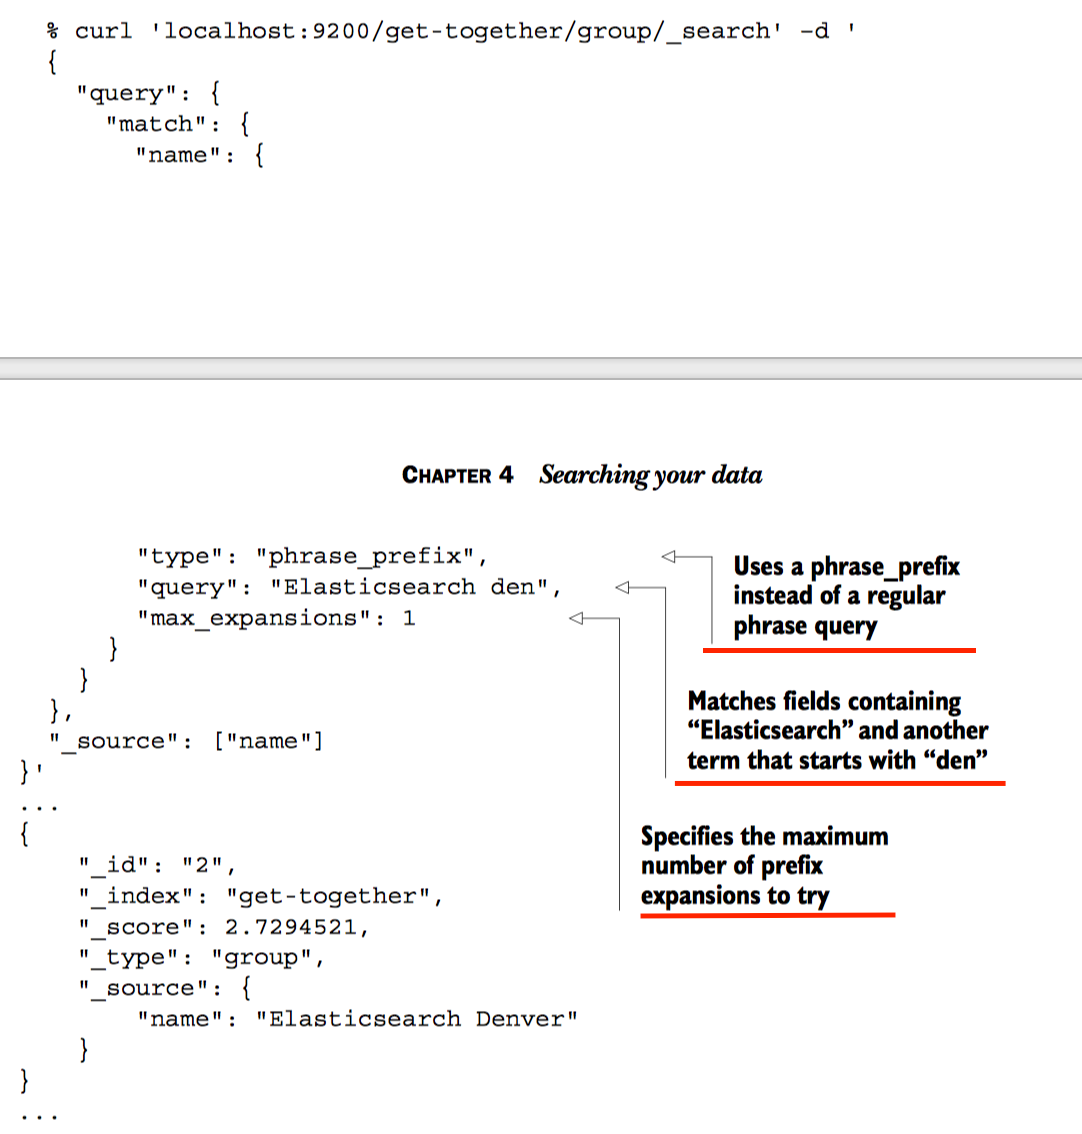 % curl 'localhost:9200/get-together/group/_search' -d '
{
"query": {
"match": {
"name": {
CHAPTER 4 Searching your data
"type": "phrase_prefix",
"query": "Elasticsearch den",
"max_expansions": 1
}
}
},
"_source": ["name"]
}'
...
{
"_id": "2",
"_index": "get-together",
"_score": 2.7294521,
"_type": "group",
"_source": {
"name": "Elasticsearch Denver"
}
}
...
Uses a phrase_prefix
instead of a regular
phrase query
Matches fields containing
“Elasticsearch” and another
term that starts with “den”
Specifies the maximum
number of prefix
expansions to try